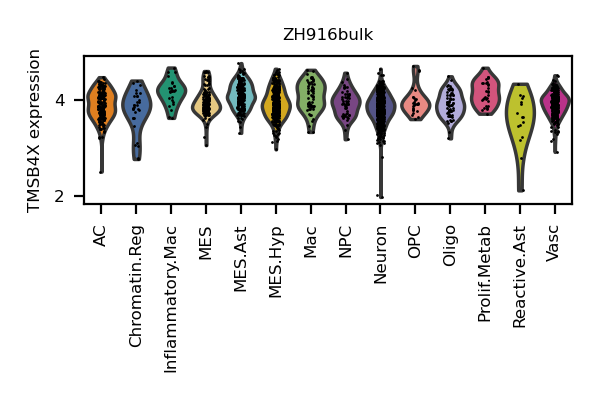 ZH916bulk
TMSB4X expression
4
2
AC
Chromatin.Reg
Inflammatory.Mac
MES
MES.Ast
MES.Hyp
Mac
NPC
Neuron
OPC
Oligo
Prolif.Metab
Reactive.Ast
Vasc